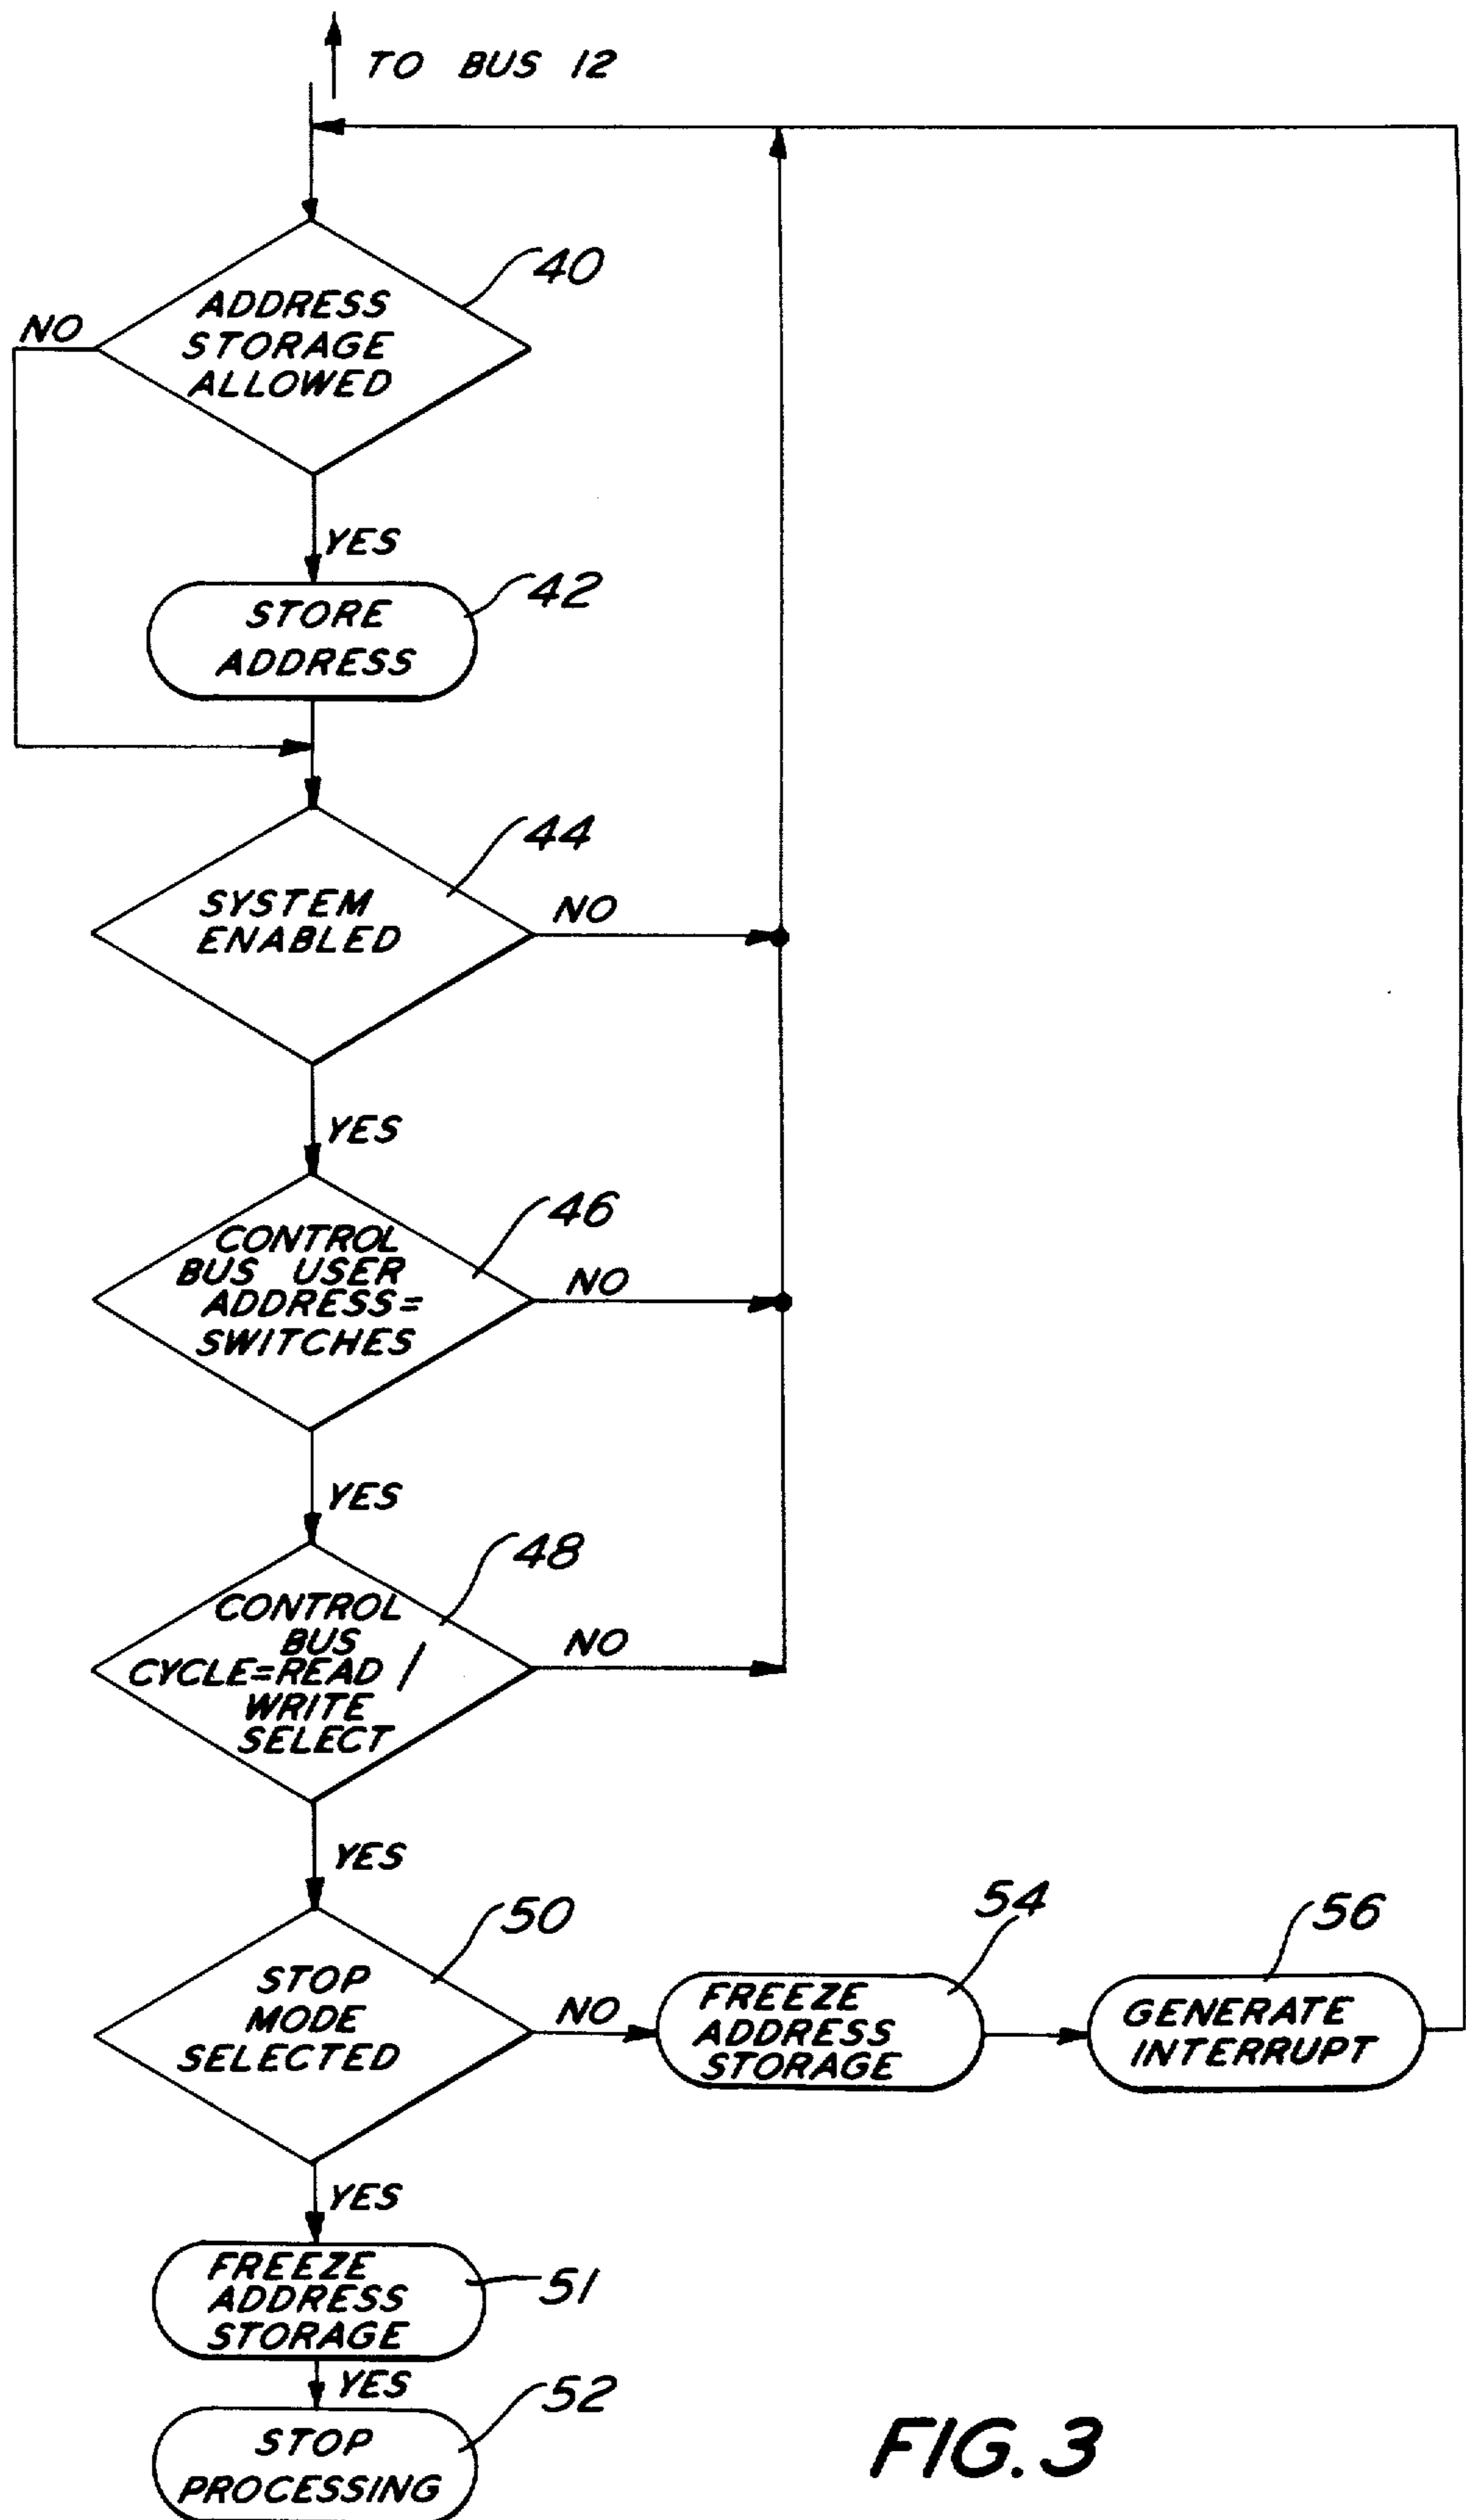 TO BUS 12
40
ADDRESS
STORAGE
ALLOWED
NO
YES
42
STORE
ADDRESS
44
SYSTEM
ENABLED
NO
YES
46
CONTROL
BUS USER
ADDRESS=
SWITCHES
NO
YES
48
CONTROL
BUS
CYCLE=READ /
WRITE
SELECT
NO
YES
50
STOP
MODE
SELECTED
NO
54
FREEZE
ADDRESS
STORAGE
56
GENERATE
INTERRUPT
YES
FREEZE
ADDRESS
STORAGE
51
YES
52
STOP
PROCESSING
FIG. 3